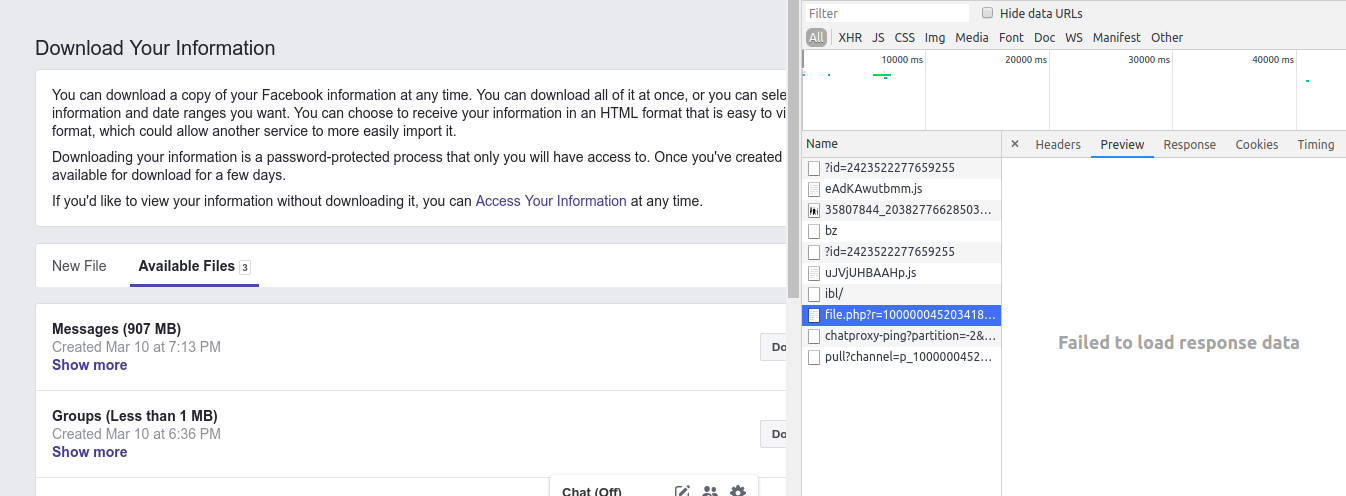 Download Your Information
You can download a copy of your Facebook information at any time. You can download all of it at once, or you can sele
information and date ranges you want. You can choose to receive your information in an HTML format that is easy to vi
format, which could allow another service to more easily import it.
Downloading your information is a password-protected process that only you will have access to. Once you've created
available for download for a few days.
If you'd like to view your information without downloading it, you can Access Your Information at any time.
New File
Available Files 3
Messages (907 MB)
Created Mar 10 at 7:13 PM
Show more
Do
Groups (Less than 1 MB)
Created Mar 10 at 6:36 PM
Show more
Do
Chat (Off)
Filter
Hide data URLs
All XHR JS CSS Img Media Font Doc WS Manifest Other
10000 ms 20000 ms 30000 ms 40000 ms
Name
?id=2423522277659255
eAdKAwutbmm.js
35807844_20382776628503...
bz
?id=2423522277659255
uJVjUHBAAHp.js
ibl/
file.php?r=100000045203418...
chatproxy-ping?partition=-2&...
pull?channel=p_1000000452...
× Headers Preview Response Cookies Timing
Failed to load response data